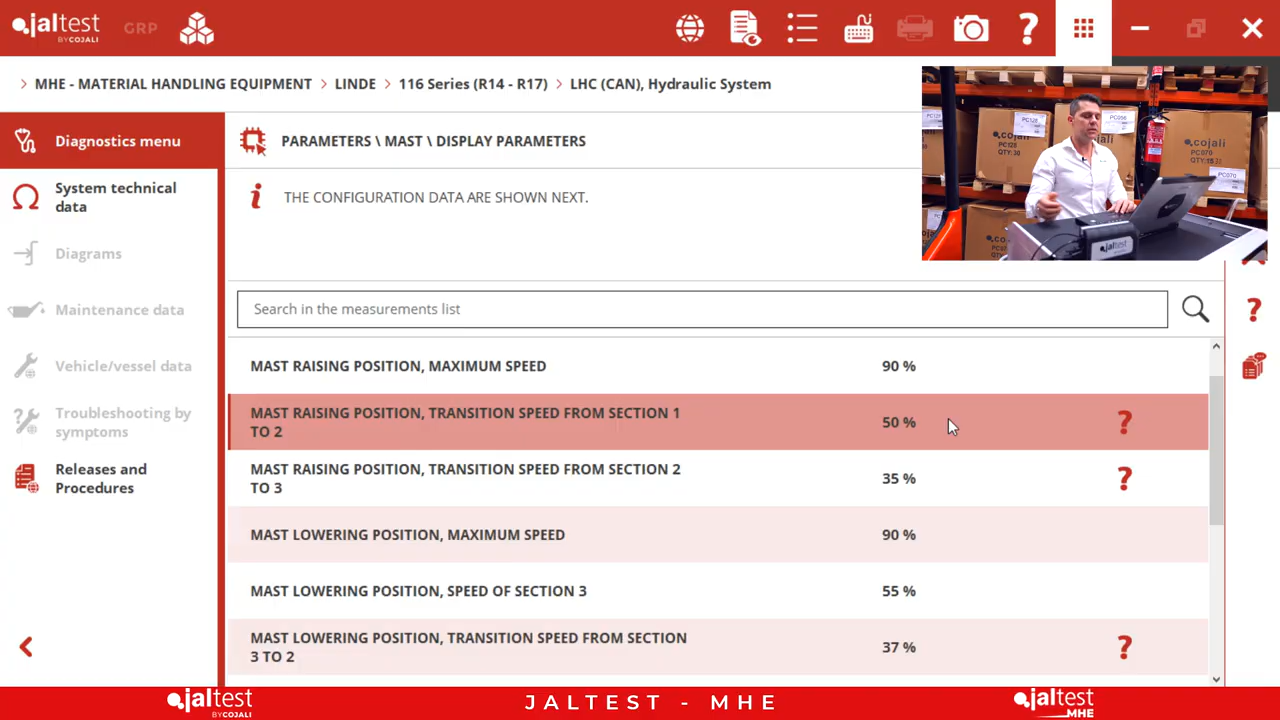 jaltest
BY COJALI
GRP
MHE - MATERIAL HANDLING EQUIPMENT
LINDE
116 Series (R14 - R17)
LHC (CAN), Hydraulic System
Diagnostics menu
System technical
data
Diagrams
Maintenance data
Vehicle/vessel data
Troubleshooting by
symptoms
Releases and
Procedures
PARAMETERS \ MAST \ DISPLAY PARAMETERS
THE CONFIGURATION DATA ARE SHOWN NEXT.
Search in the measurements list
MAST RAISING POSITION, MAXIMUM SPEED 90 %
MAST RAISING POSITION, TRANSITION SPEED FROM SECTION 1
TO 2 50 % ?
MAST RAISING POSITION, TRANSITION SPEED FROM SECTION 2
TO 3 35 % ?
MAST LOWERING POSITION, MAXIMUM SPEED 90 %
MAST LOWERING POSITION, SPEED OF SECTION 3 55 %
MAST LOWERING POSITION, TRANSITION SPEED FROM SECTION
3 TO 2 37 % ?
cojali
QTY:30
PC070
jaltest
jaltest
BY COJALI
JALTEST - MHE
jaltest
MHE